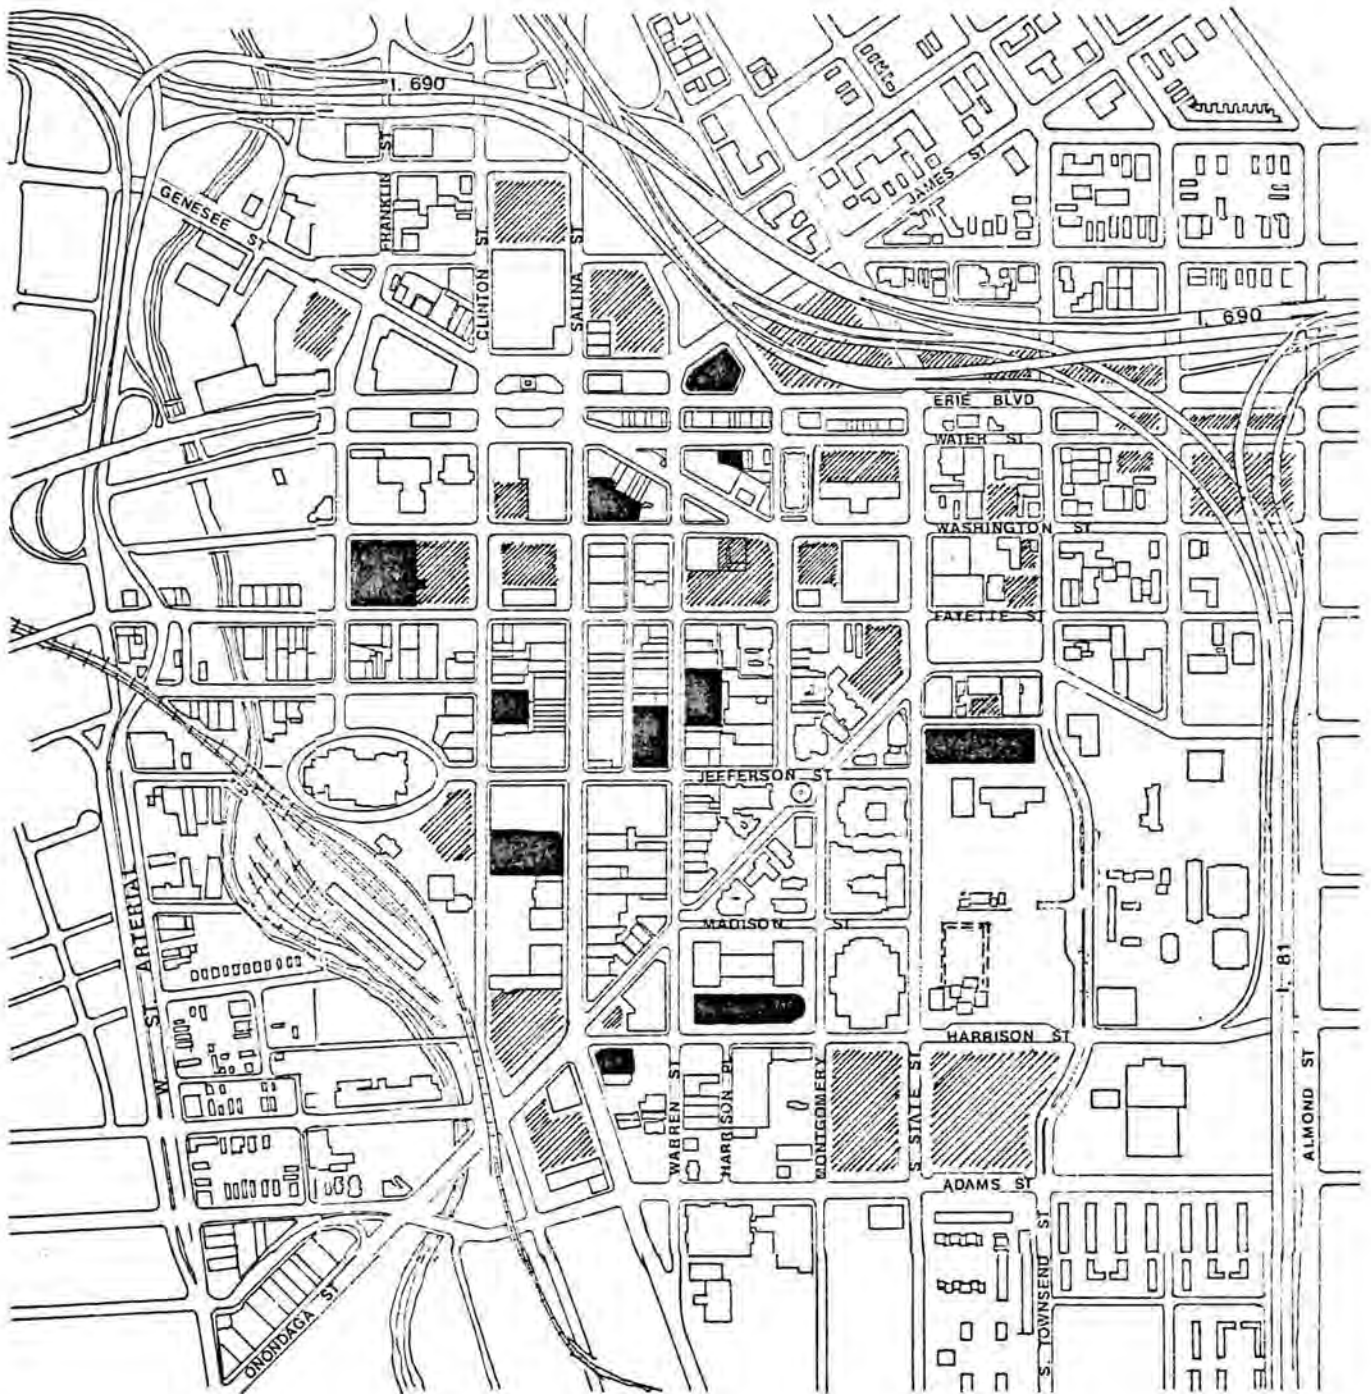 I. 690
FRANKLIN ST
JAMES ST
GENESEE ST
CLINTON ST
SALINA ST
I. 690
ERIE BLVD
WATER ST
WASHINGTON ST
FAYETTE ST
JEFFERSON ST
MADISON ST
W ST ARTERIAL
I. 81
HARRISON ST
WARREN ST
HARRISON PL
MONTGOMERY
S. STATE ST
ALMOND ST
ADAMS ST
S. TOWNSEND ST
ONONDAGA ST